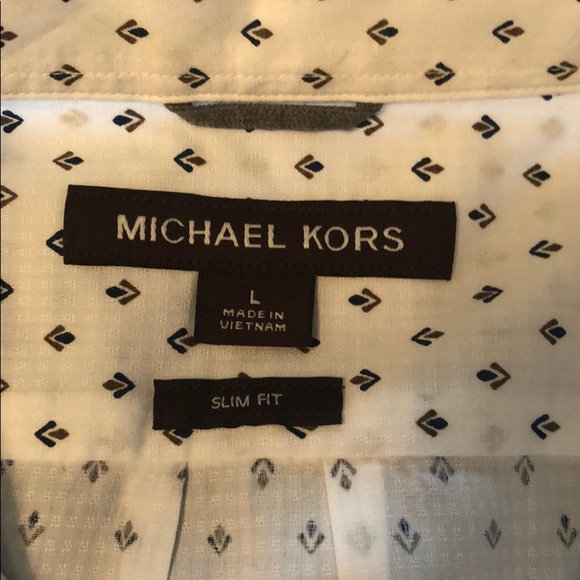 MICHAEL KORS
L
MADE IN
VIETNAM
SLIM FIT